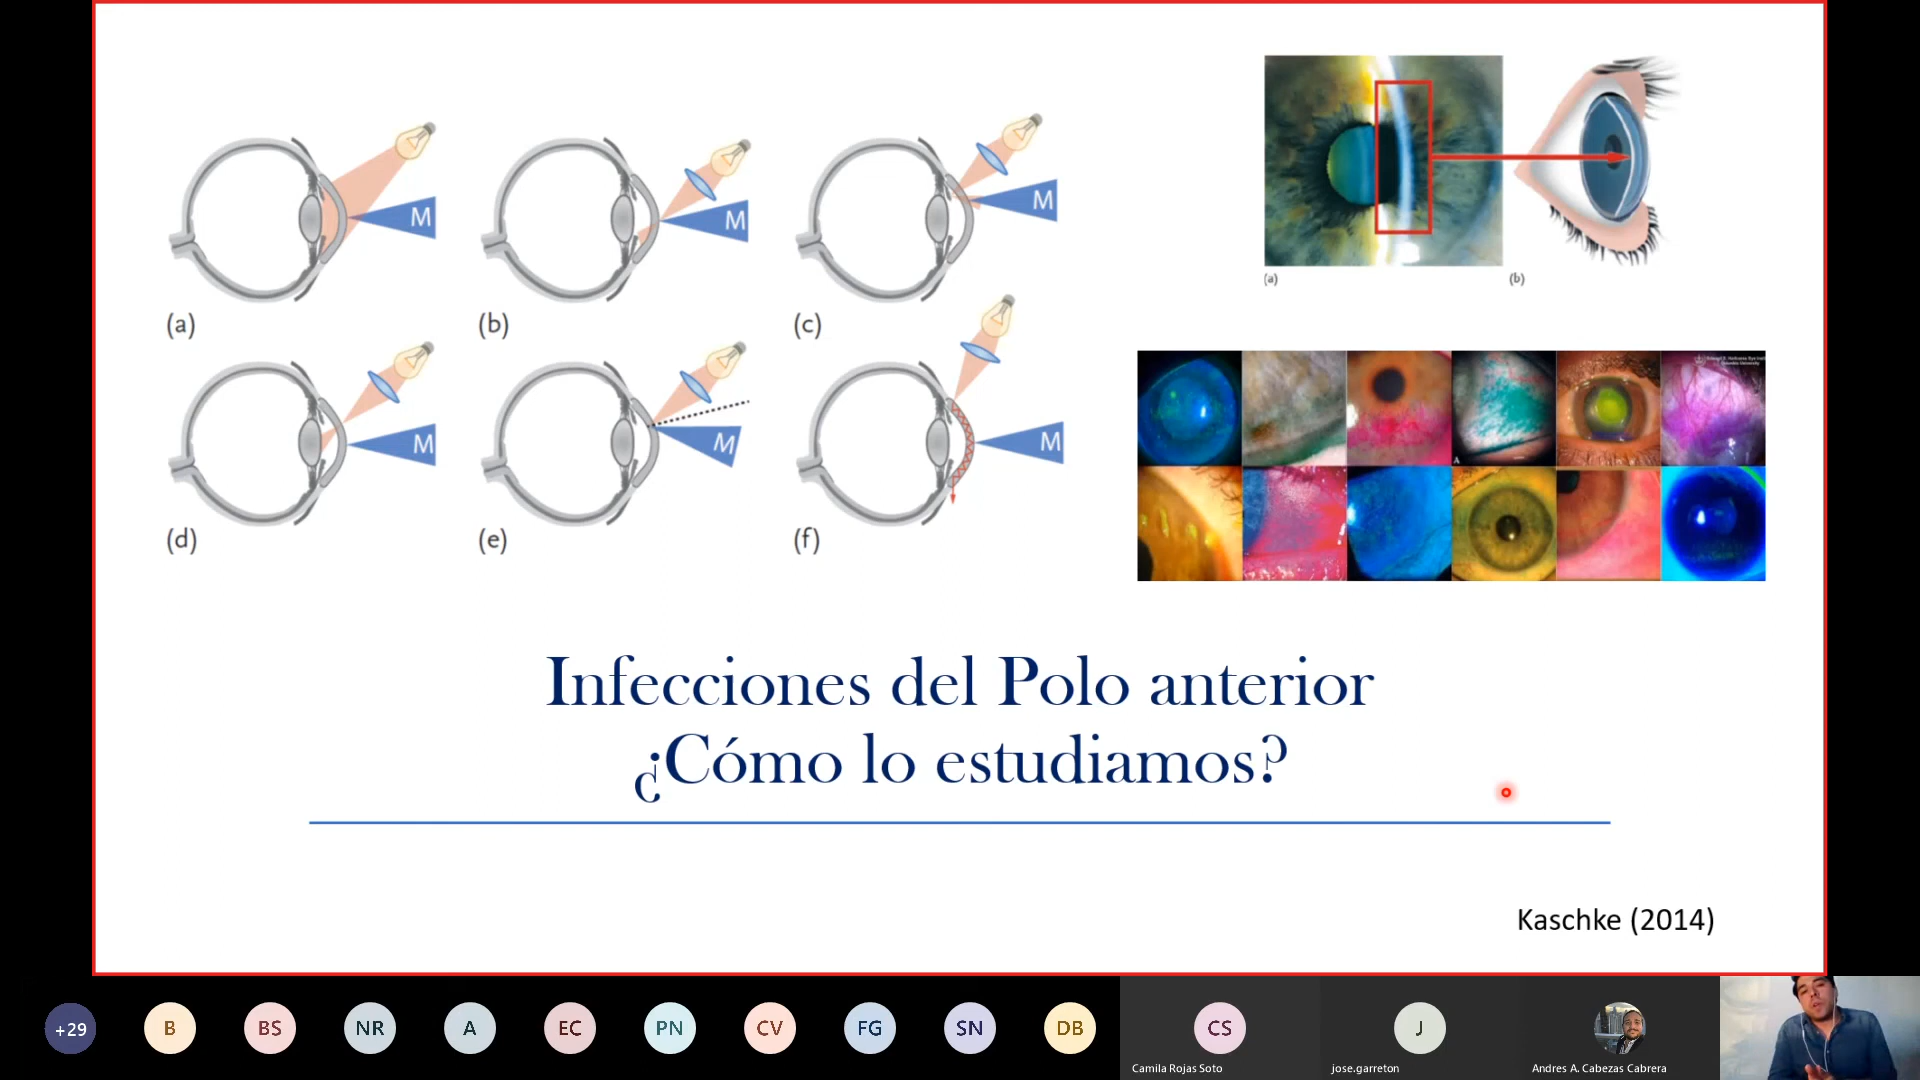 M
M
M
(a)
(b)
(c)
M
M
M
(d)
(e)
(f)
(a)
(b)
A
Infecciones del Polo anterior
¿Cómo lo estudiamos?
Kaschke (2014)
+29
B
BS
NR
A
EC
PN
CV
FG
SN
DB
CS
Camila Rojas Soto
J
jose.garreton
Andres A. Cabezas Cabrera